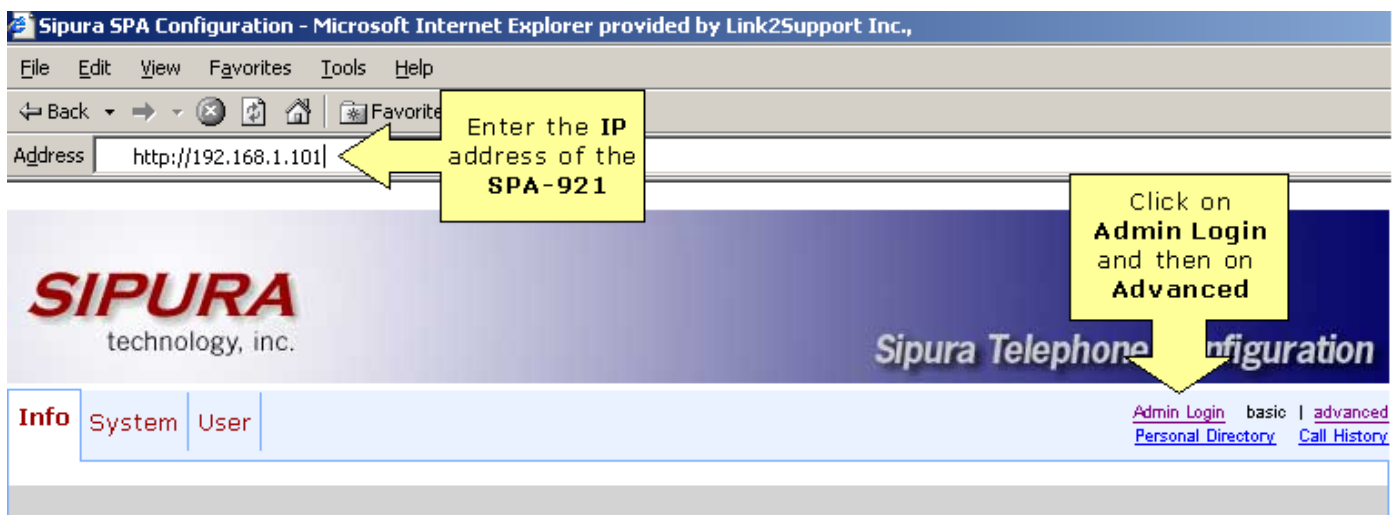 Sipura SPA Configuration - Microsoft Internet Explorer provided by Link2Support Inc.,
File Edit View Favorites Tools Help
Back Favorite
Enter the IP
address of the
SPA-921
Address http://192.168.1.101
Click on
Admin Login
and then on
Advanced
SIPURA
technology, inc.
Sipura Telephone nfiguration
Info System User
Admin Login basic | advanced
Personal Directory Call History